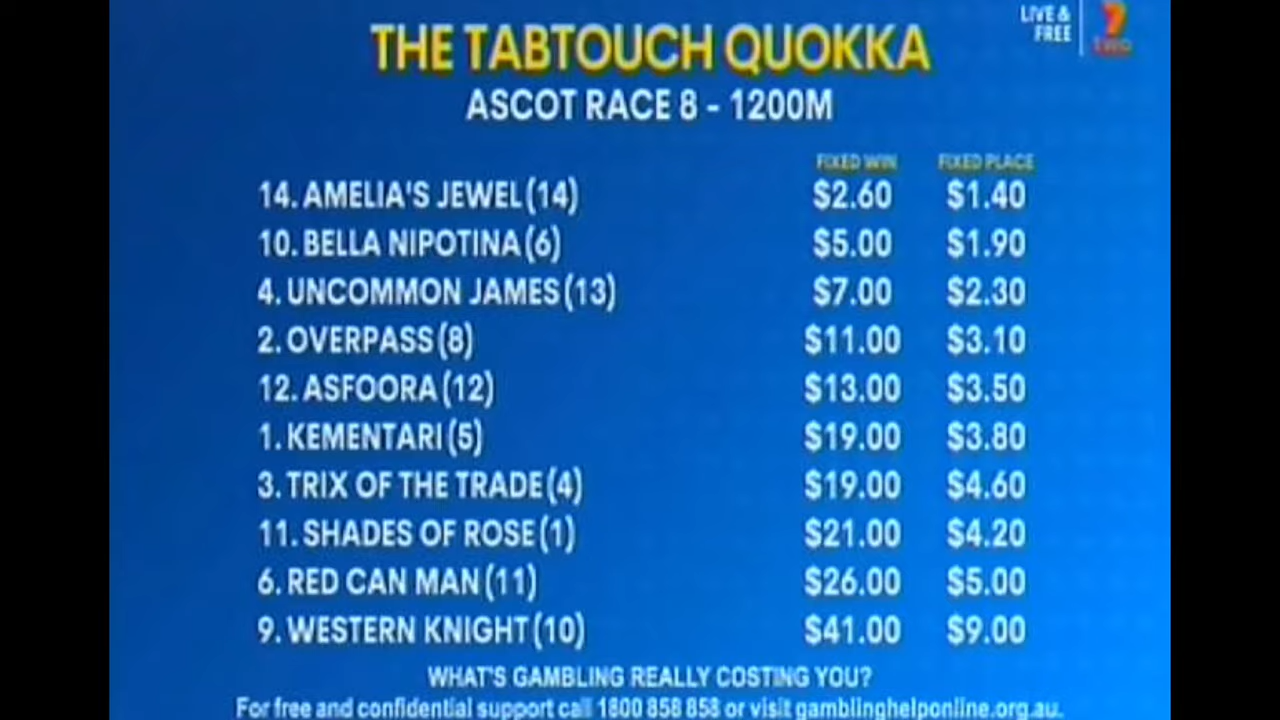 LIVE &
FREE
7
two
THE TABTOUCH QUOKKA
ASCOT RACE 8 - 1200M
FIXED WIN FIXED PLACE
14. AMELIA'S JEWEL (14) $2.60 $1.40
10. BELLA NIPOTINA (6) $5.00 $1.90
4. UNCOMMON JAMES (13) $7.00 $2.30
2. OVERPASS (8) $11.00 $3.10
12. ASFOORA (12) $13.00 $3.50
1. KEMENTARI (5) $19.00 $3.80
3. TRIX OF THE TRADE (4) $19.00 $4.60
11. SHADES OF ROSE (1) $21.00 $4.20
6. RED CAN MAN (11) $26.00 $5.00
9. WESTERN KNIGHT (10) $41.00 $9.00
WHAT'S GAMBLING REALLY COSTING YOU?
For free and confidential support call 1800 858 858 or visit gamblinghelponline.org.au.